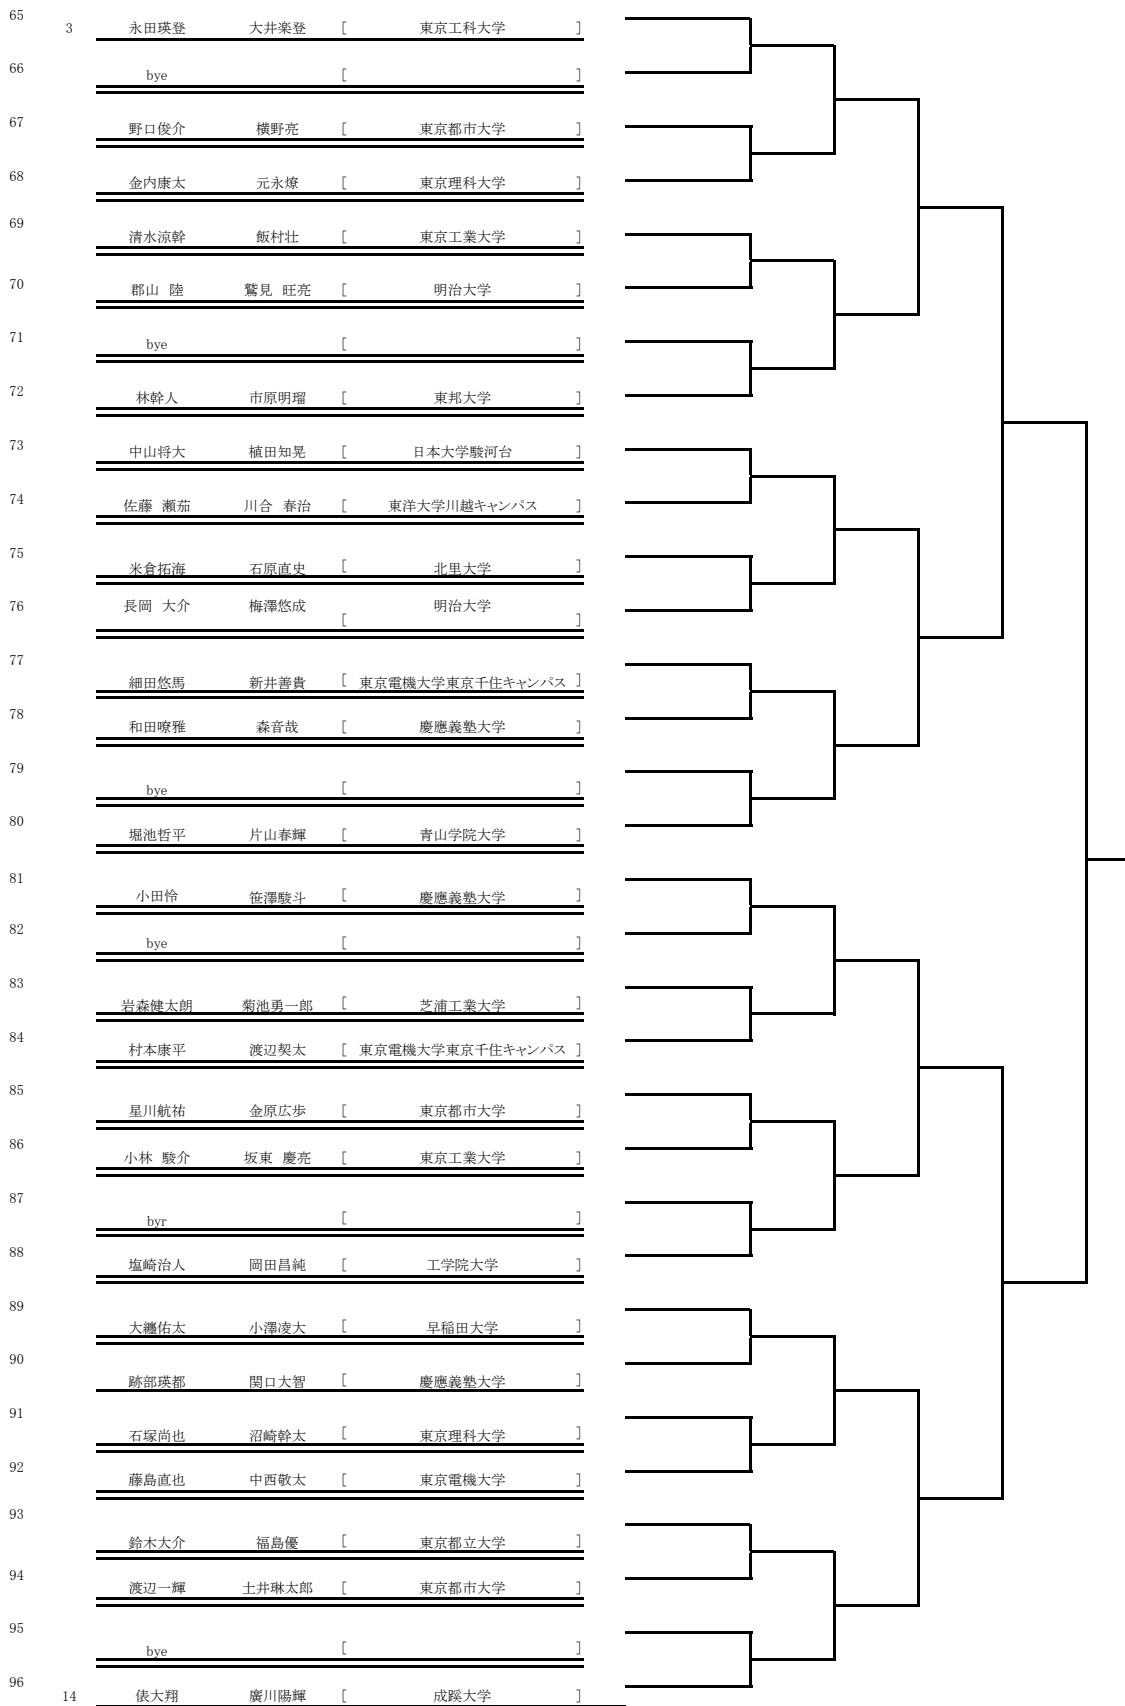 65 3 永田瑛登 大井楽登 [ 東京工科大学 ]
66 bye [ ]
67 野口俊介 横野亮 [ 東京都市大学 ]
68 金内康太 元永燎 [ 東京理科大学 ]
69 清水涼幹 飯村壮 [ 東京工業大学 ]
70 郡山 陸 鷲見 旺亮 [ 明治大学 ]
71 bye [ ]
72 林幹人 市原明瑠 [ 東邦大学 ]
73 中山将大 植田知晃 [ 日本大学駿河台 ]
74 佐藤 瀬茄 川合 春治 [ 東洋大学川越キャンパス ]
75 米倉拓海 石原直史 [ 北里大学 ]
76 長岡 大介 梅澤悠成 [ 明治大学 ]
77 細田悠馬 新井善貴 [ 東京電機大学東京千住キャンパス ]
78 和田暸雅 森音哉 [ 慶應義塾大学 ]
79 bye [ ]
80 堀池哲平 片山春輝 [ 青山学院大学 ]
81 小田怜 笹澤駿斗 [ 慶應義塾大学 ]
82 bye [ ]
83 岩森健太朗 菊池勇一郎 [ 芝浦工業大学 ]
84 村本康平 渡辺契太 [ 東京電機大学東京千住キャンパス ]
85 星川航祐 金原広歩 [ 東京都市大学 ]
86 小林 駿介 坂東 慶亮 [ 東京工業大学 ]
87 byr [ ]
88 塩崎治人 岡田昌純 [ 工学院大学 ]
89 大纏佑太 小澤凌大 [ 早稲田大学 ]
90 跡部瑛都 関口大智 [ 慶應義塾大学 ]
91 石塚尚也 沼崎幹太 [ 東京理科大学 ]
92 藤島直也 中西敬太 [ 東京電機大学 ]
93 鈴木大介 福島優 [ 東京都立大学 ]
94 渡辺一輝 土井琳太郎 [ 東京都市大学 ]
95 bye [ ]
96 14 俵大翔 廣川陽輝 [ 成蹊大学 ]